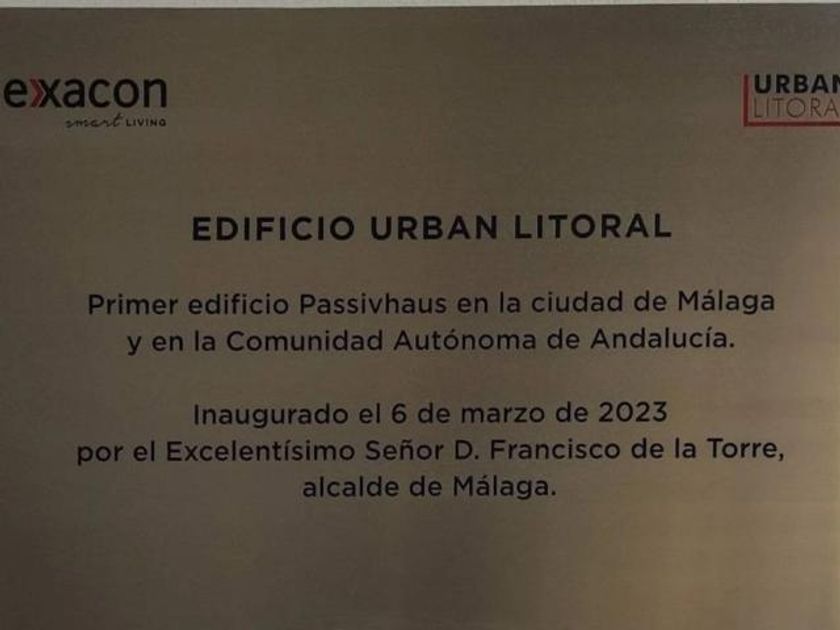 exacon
smart LIVING
URBAN
LITORA
EDIFICIO URBAN LITORAL
Primer edificio Passivhaus en la ciudad de Málaga
y en la Comunidad Autónoma de Andalucía.
Inaugurado el 6 de marzo de 2023
por el Excelentísimo Señor D. Francisco de la Torre,
alcalde de Málaga.